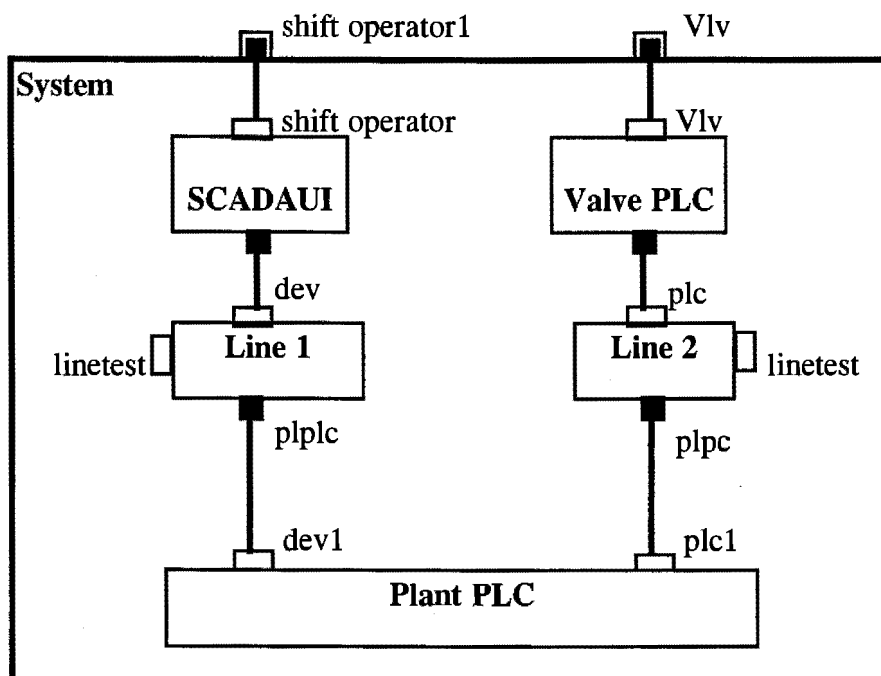 shift operator1
Vlv
System
shift operator
Vlv
SCADAUI
Valve PLC
dev
plc
Line 1
Line 2
linetest
linetest
plplc
plpc
dev1
plc1
Plant PLC